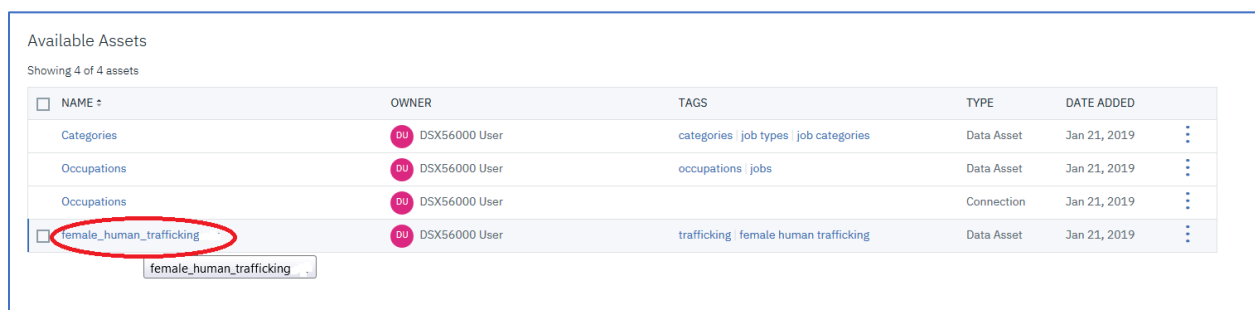 Available Assets
Showing 4 of 4 assets
NAME OWNER TAGS TYPE DATE ADDED
Categories DU DSX56000 User categories | job types | job categories Data Asset Jan 21, 2019
Occupations DU DSX56000 User occupations | jobs Data Asset Jan 21, 2019
Occupations DU DSX56000 User Connection Jan 21, 2019
female_human_trafficking DU DSX56000 User trafficking | female human trafficking Data Asset Jan 21, 2019
female_human_trafficking